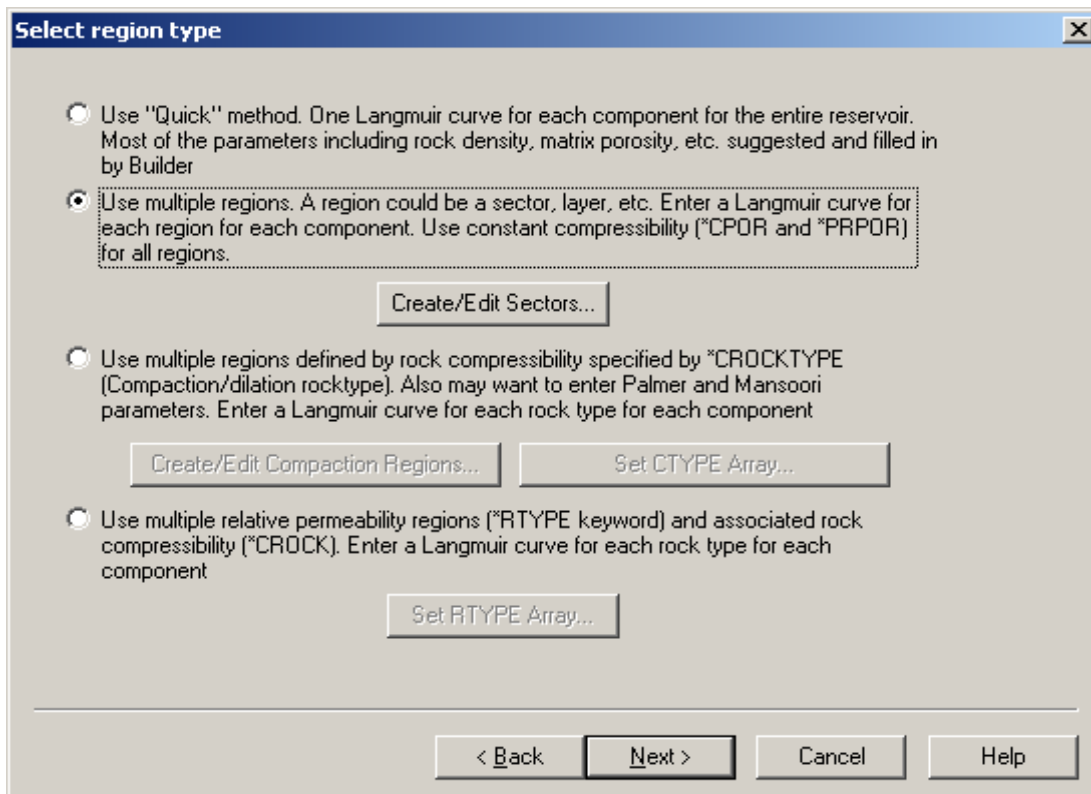 Select region type
Use "Quick" method. One Langmuir curve for each component for the entire reservoir.
Most of the parameters including rock density, matrix porosity, etc. suggested and filled in
by Builder
Use multiple regions. A region could be a sector, layer, etc. Enter a Langmuir curve for
each region for each component. Use constant compressibility (*CPOR and *PRPOR)
for all regions.
Create/Edit Sectors...
Use multiple regions defined by rock compressibility specified by *CROCKTYPE
(Compaction/dilation rocktype). Also may want to enter Palmer and Mansoori
parameters. Enter a Langmuir curve for each rock type for each component
Create/Edit Compaction Regions...
Set CTYPE Array...
Use multiple relative permeability regions (*RTYPE keyword) and associated rock
compressibility (*CROCK). Enter a Langmuir curve for each rock type for each
component
Set RTYPE Array...
< Back
Next >
Cancel
Help